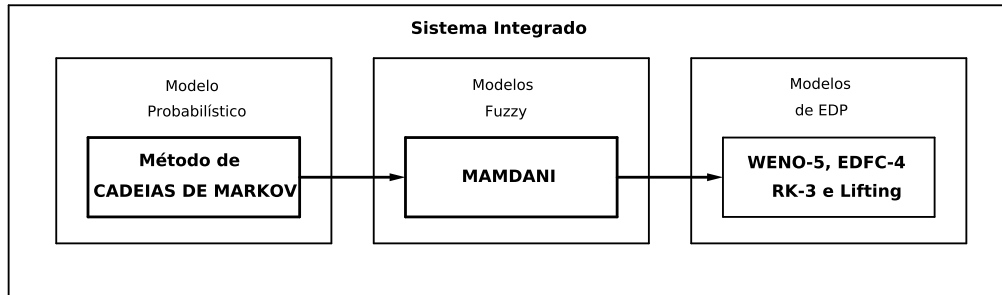 Sistema Integrado
Modelo
Probabilístico
Método de
CADEIAS DE MARKOV
Modelos
Fuzzy
MAMDANI
Modelos
de EDP
WENO-5, EDFC-4
RK-3 e Lifting